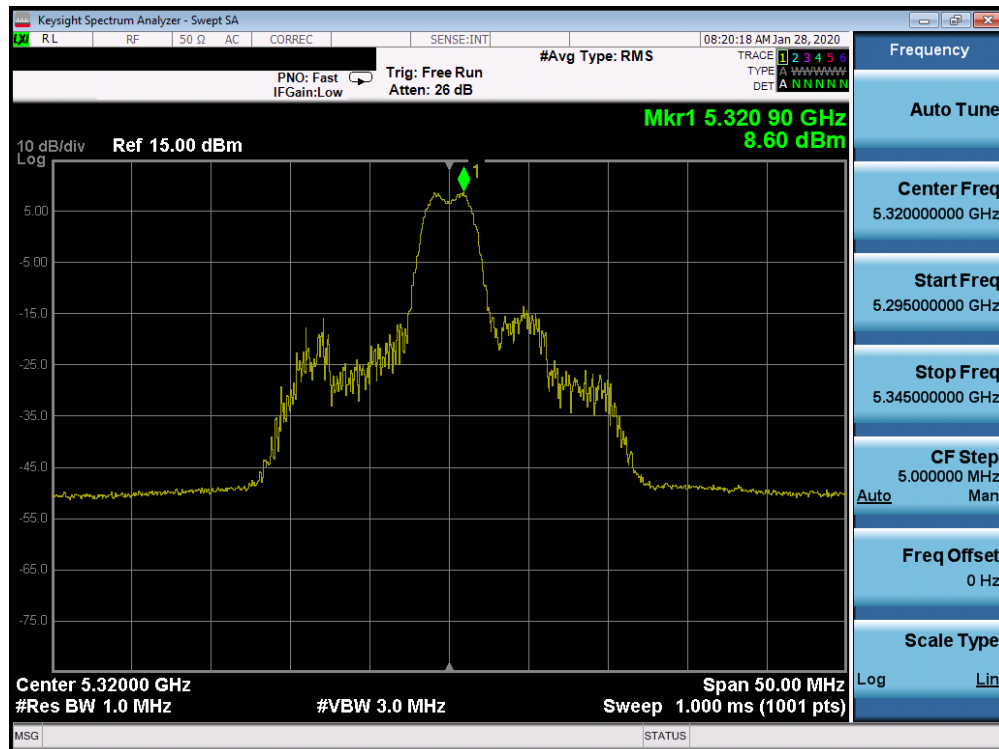 Keysight Spectrum Analyzer - Swept SA
LXI RL RF 50 Ω AC CORREC SENSE:INT 08:20:18 AM Jan 28, 2020
PNO: Fast
IFGain:Low
Trig: Free Run
Atten: 26 dB
#Avg Type: RMS
TRACE 1 2 3 4 5 6
TYPE A WWWWW
DET A N N N N N
Mkr1 5.320 90 GHz
8.60 dBm
10 dB/div
Log
Ref 15.00 dBm
1
5.00
-5.00
-15.0
-25.0
-35.0
-45.0
-55.0
-65.0
-75.0
Center 5.32000 GHz
Span 50.00 MHz
#Res BW 1.0 MHz
#VBW 3.0 MHz
Sweep 1.000 ms (1001 pts)
MSG
STATUS
Frequency
Auto Tune
Center Freq
5.320000000 GHz
Start Freq
5.295000000 GHz
Stop Freq
5.345000000 GHz
CF Step
5.000000 MHz
Auto Man
Freq Offset
0 Hz
Scale Type
Log Lin